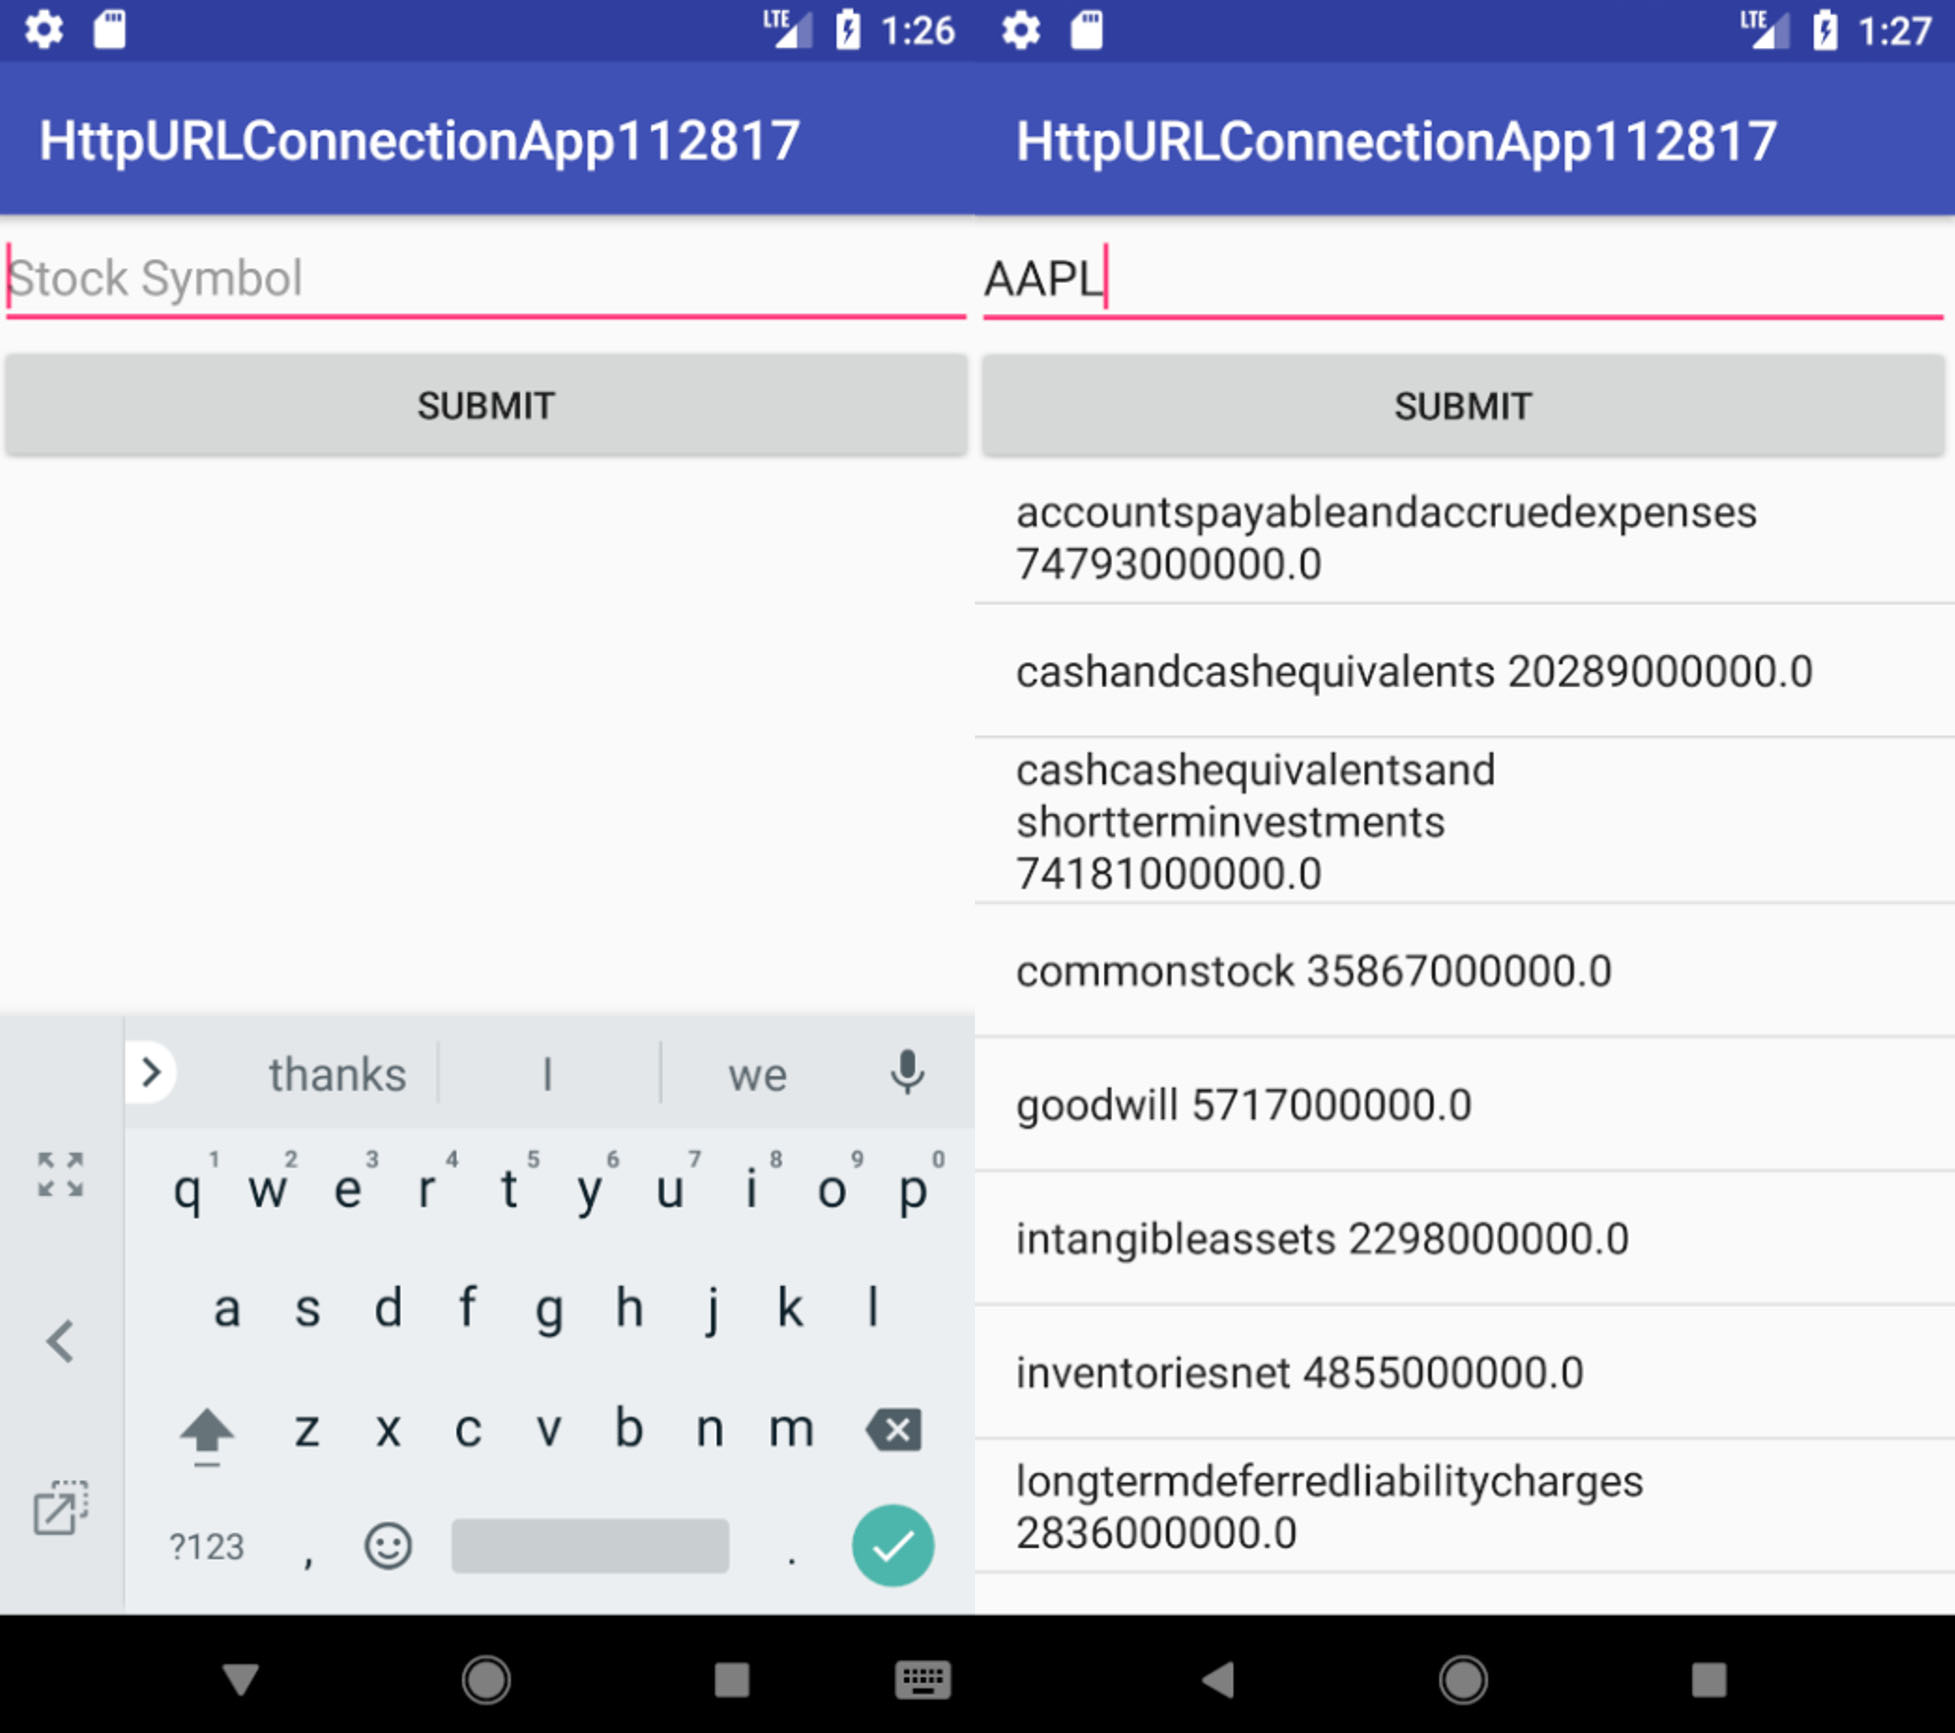 LTE 1:26
HttpURLConnectionApp112817
Stock Symbol
SUBMIT
thanks I we
1 2 3 4 5 6 7 8 9 0
q w e r t y u i o p
a s d f g h j k l
z x c v b n m
?123 , .
LTE 1:27
HttpURLConnectionApp112817
AAPL
SUBMIT
accountspayableandaccruedexpenses
74793000000.0
cashandcashequivalents 20289000000.0
cashcashequivalentsand
shortterminvestments
74181000000.0
commonstock 35867000000.0
goodwill 5717000000.0
intangibleassets 2298000000.0
inventoriesnet 4855000000.0
longtermdeferredliabilitycharges
2836000000.0